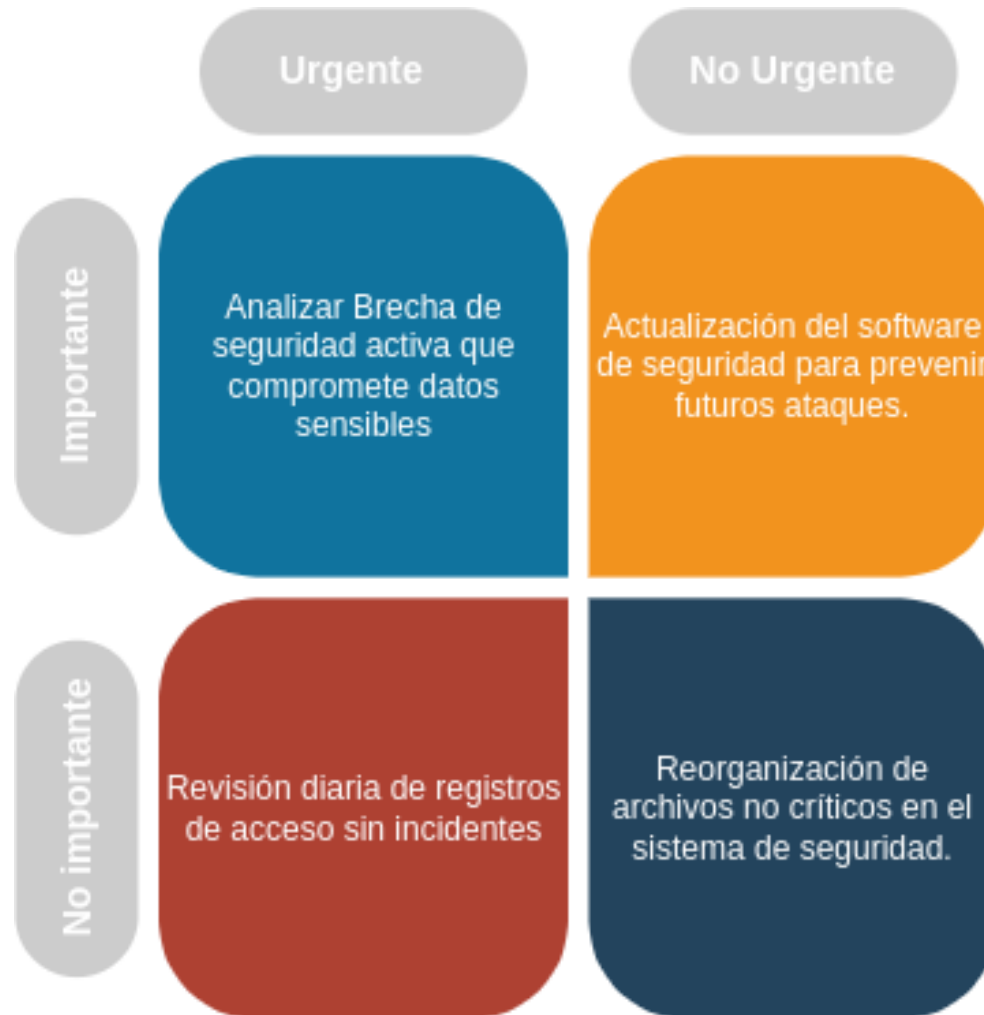 Urgente
No Urgente
Importante
Analizar Brecha de
seguridad activa que
compromete datos
sensibles
Actualización del software
de seguridad para prevenir
futuros ataques.
No importante
Revisión diaria de registros
de acceso sin incidentes
Reorganización de
archivos no críticos en el
sistema de seguridad.